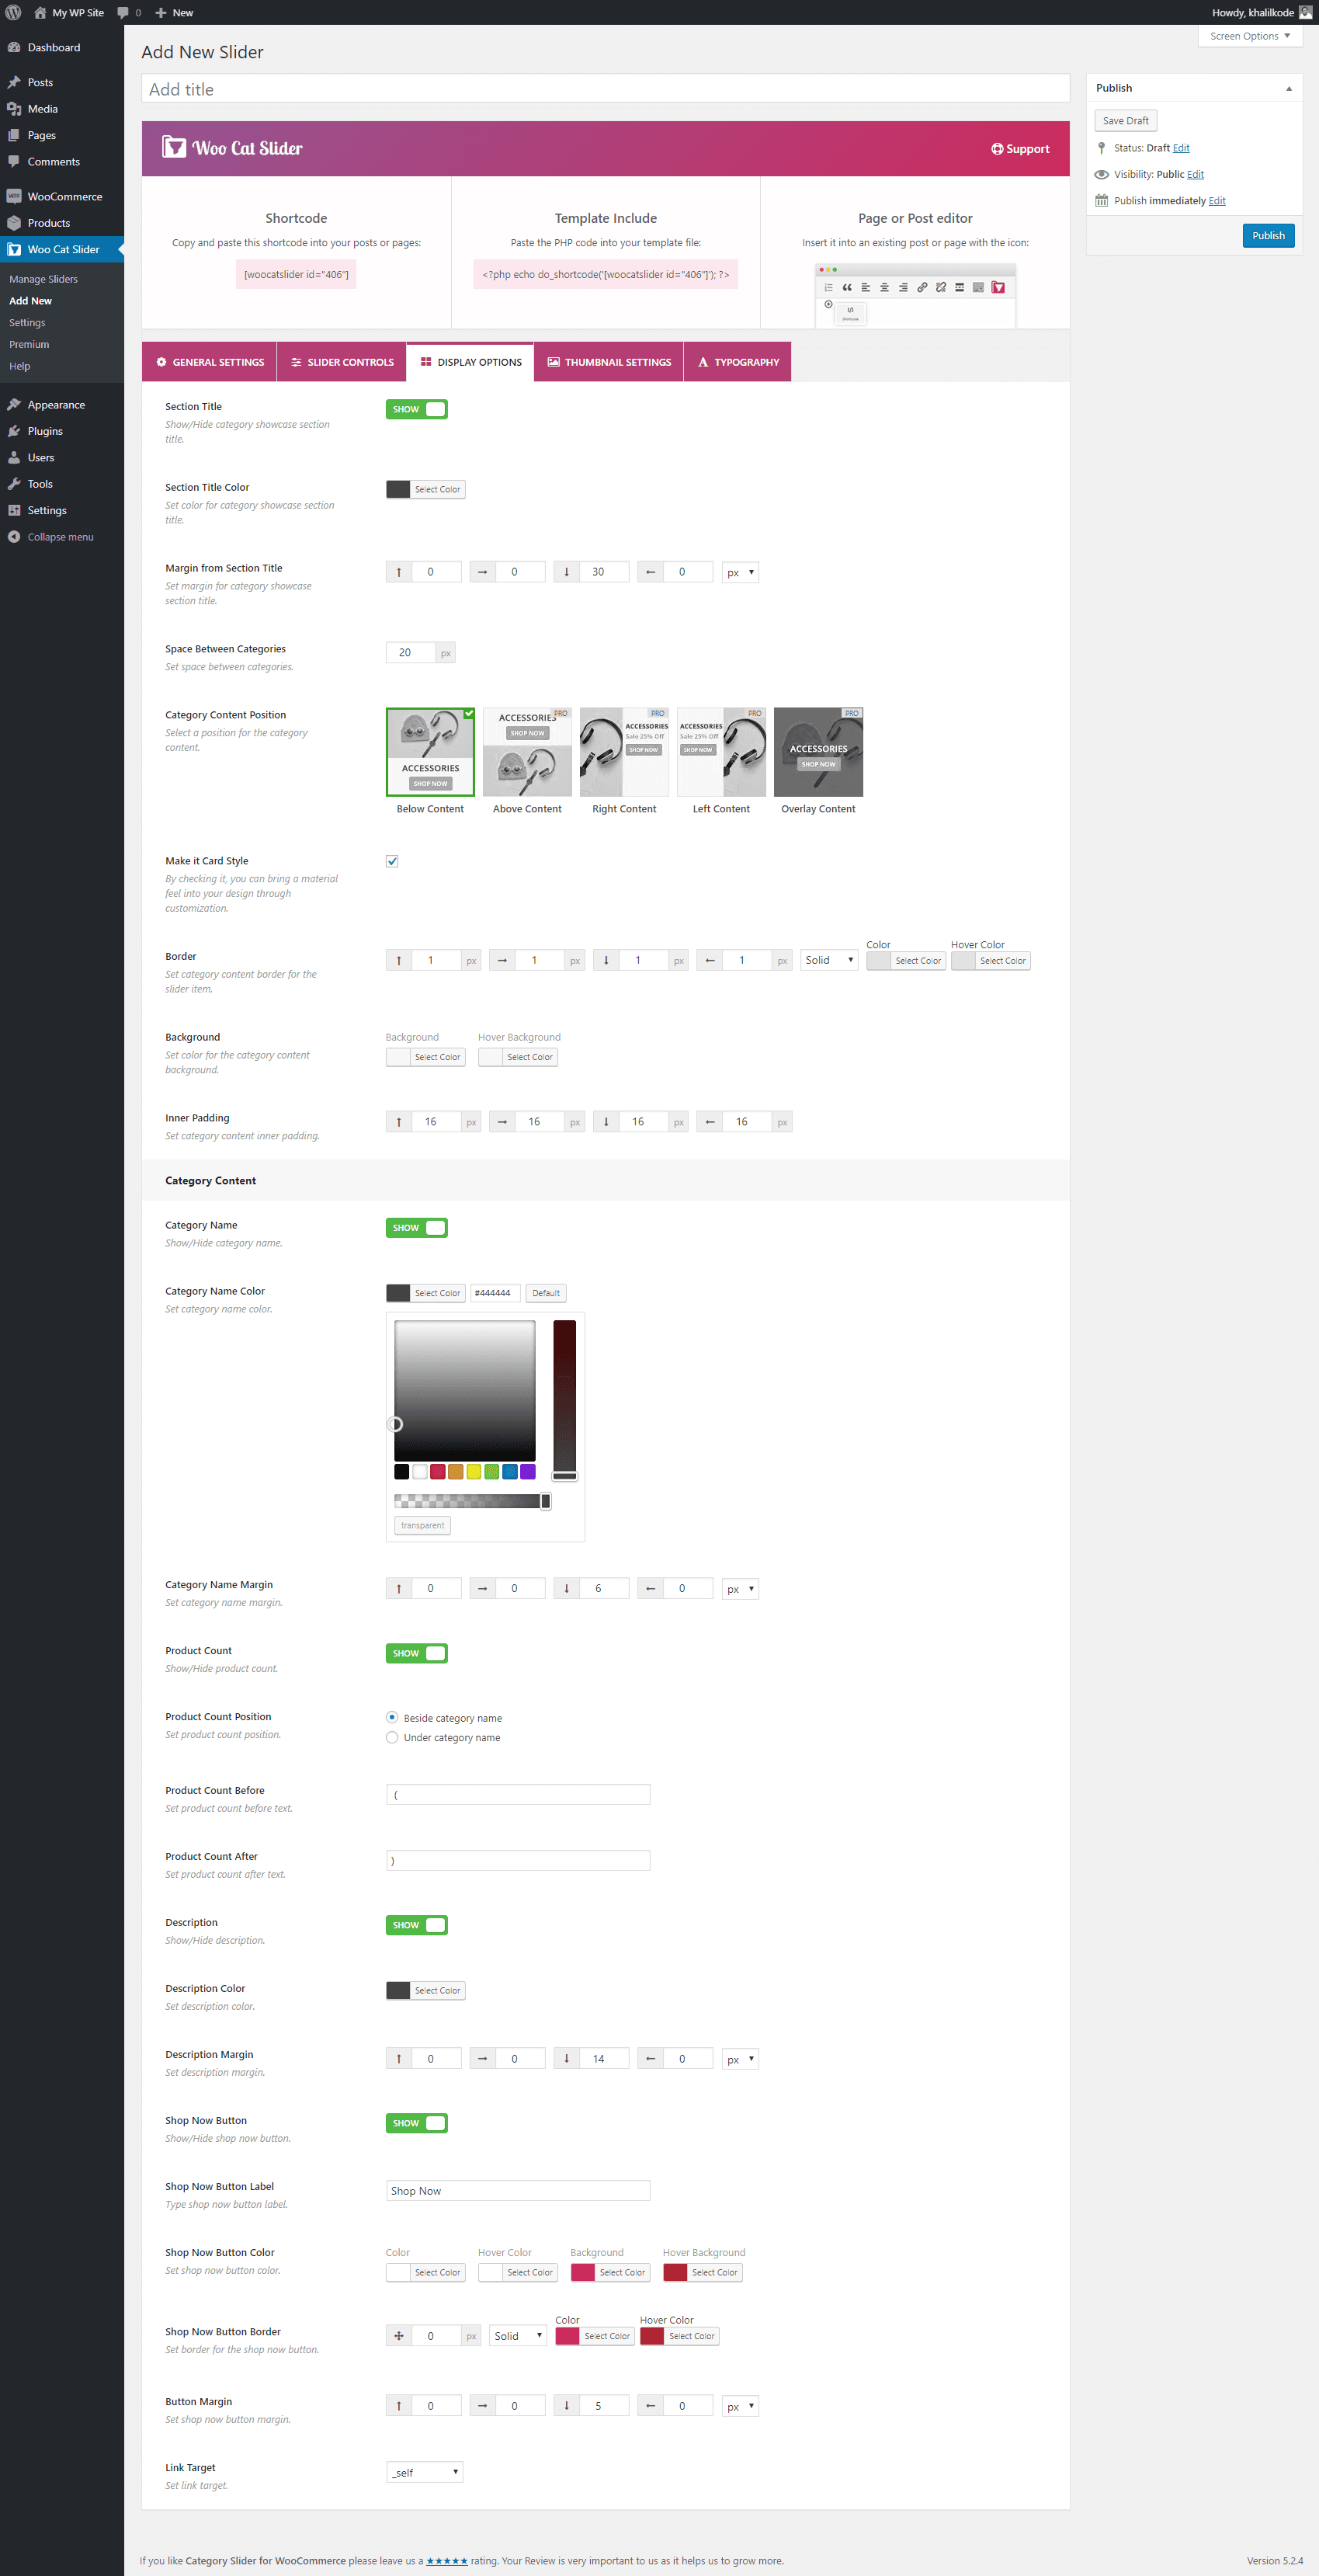 My WP Site 0 New Howdy, khalilkode
Screen Options
Dashboard
Posts
Media
Pages
Comments
WooCommerce
Products
Woo Cat Slider
Manage Sliders
Add New
Settings
Premium
Help
Appearance
Plugins
Users
Tools
Settings
Collapse menu
Add New Slider
Add title
Woo Cat Slider
Support
Shortcode
Copy and paste this shortcode into your posts or pages:
[woocatslider id="406"]
Template Include
Paste the PHP code into your template file:
<?php echo do_shortcode('[woocatslider id="406"]'); ?>
Page or Post editor
Insert it into an existing post or page with the icon:
Shortcode
GENERAL SETTINGS
SLIDER CONTROLS
DISPLAY OPTIONS
THUMBNAIL SETTINGS
TYPOGRAPHY
Section Title
Show/Hide category showcase section
title.
SHOW
Section Title Color
Set color for category showcase section
title.
Select Color
Margin from Section Title
Set margin for category showcase
section title.
0 0 30 0 px
Space Between Categories
Set space between categories.
20 px
Category Content Position
Select a position for the category
content.
ACCESSORIES
SHOP NOW
Below Content
PRO
ACCESSORIES
SHOP NOW
Above Content
PRO
ACCESSORIES
Sale 25% Off
SHOP NOW
Right Content
PRO
ACCESSORIES
Sale 25% Off
SHOP NOW
Left Content
PRO
ACCESSORIES
SHOP NOW
Overlay Content
Make it Card Style
By checking it, you can bring a material
feel into your design through
customization.
Border
Set category content border for the
slider item.
1 px 1 px 1 px 1 px Solid
Color
Select Color
Hover Color
Select Color
Background
Set color for the category content
background.
Background
Select Color
Hover Background
Select Color
Inner Padding
Set category content inner padding.
16 px 16 px 16 px 16 px
Category Content
Category Name
Show/Hide category name.
SHOW
Category Name Color
Set category name color.
Select Color #444444 Default
transparent
Category Name Margin
Set category name margin.
0 0 6 0 px
Product Count
Show/Hide product count.
SHOW
Product Count Position
Set product count position.
Beside category name
Under category name
Product Count Before
Set product count before text.
(
Product Count After
Set product count after text.
)
Description
Show/Hide description.
SHOW
Description Color
Set description color.
Select Color
Description Margin
Set description margin.
0 0 14 0 px
Shop Now Button
Show/Hide shop now button.
SHOW
Shop Now Button Label
Type shop now button label.
Shop Now
Shop Now Button Color
Set shop now button color.
Color
Select Color
Hover Color
Select Color
Background
Select Color
Hover Background
Select Color
Shop Now Button Border
Set border for the shop now button.
0 px Solid
Color
Select Color
Hover Color
Select Color
Button Margin
Set shop now button margin.
0 0 5 0 px
Link Target
Set link target.
_self
Publish
Save Draft
Status: Draft Edit
Visibility: Public Edit
Publish immediately Edit
Publish
If you like Category Slider for WooCommerce please leave us a ★★★★★ rating. Your Review is very important to us as it helps us to grow more.
Version 5.2.4